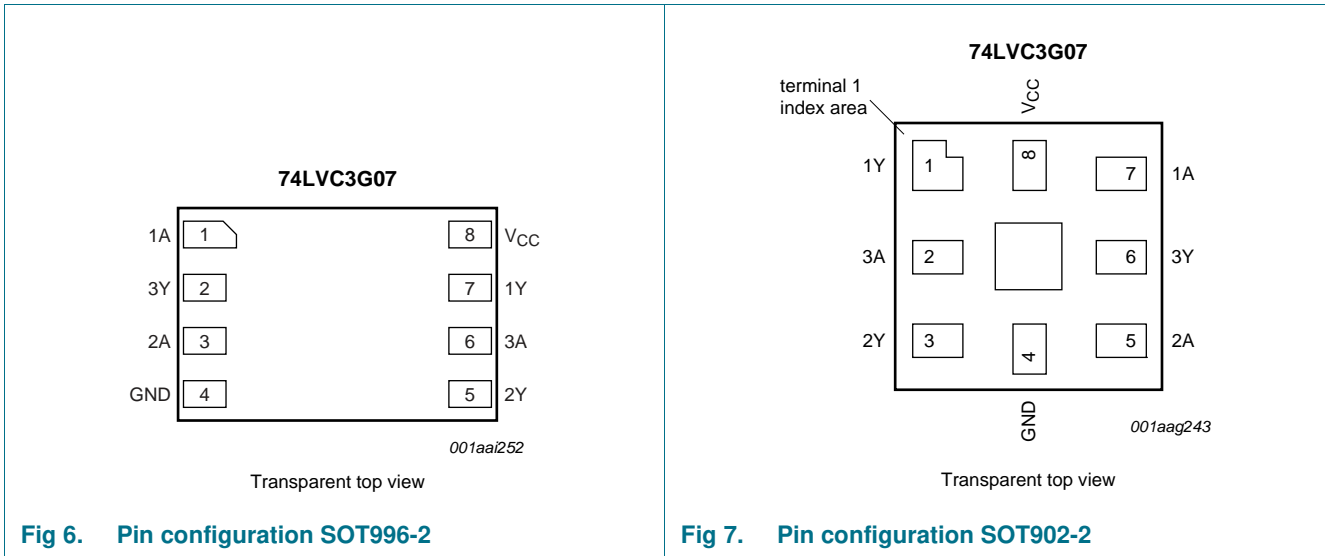 74LVC3G07
1A 1 8 VCC
3Y 2 7 1Y
2A 3 6 3A
GND 4 5 2Y
001aai252
Transparent top view
Fig 6. Pin configuration SOT996-2
74LVC3G07
terminal 1
index area
VCC
1Y 1 8 7 1A
3A 2 6 3Y
2Y 3 4 5 2A
GND
001aag243
Transparent top view
Fig 7. Pin configuration SOT902-2